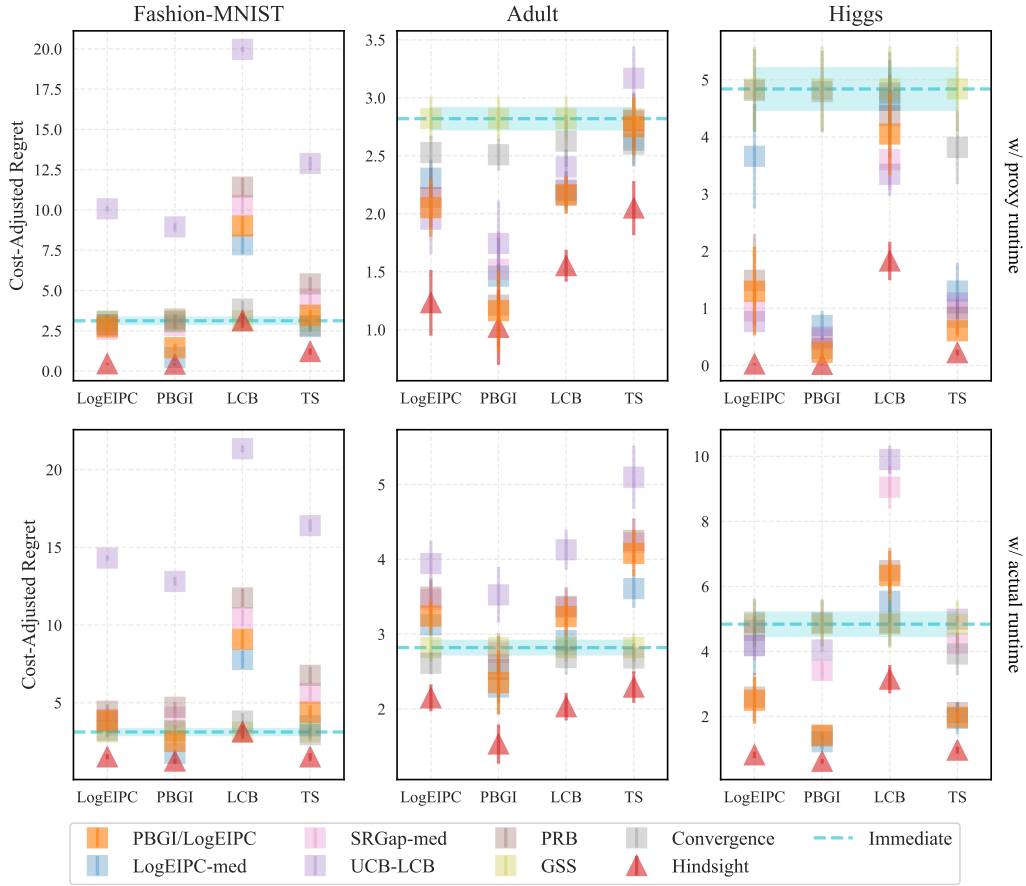 Fashion-MNIST
Adult
Higgs
Cost-Adjusted Regret
20.0
17.5
15.0
12.5
10.0
7.5
5.0
2.5
0.0
LogEIPC PBGI LCB TS
3.5
3.0
2.5
2.0
1.5
1.0
LogEIPC PBGI LCB TS
5
4
3
2
1
0
LogEIPC PBGI LCB TS
w/ proxy runtime
Cost-Adjusted Regret
20
15
10
5
LogEIPC PBGI LCB TS
5
4
3
2
LogEIPC PBGI LCB TS
10
8
6
4
2
LogEIPC PBGI LCB TS
w/ actual runtime
PBGI/LogEIPC
LogEIPC-med
SRGap-med
UCB-LCB
PRB
GSS
Convergence
Hindsight
Immediate